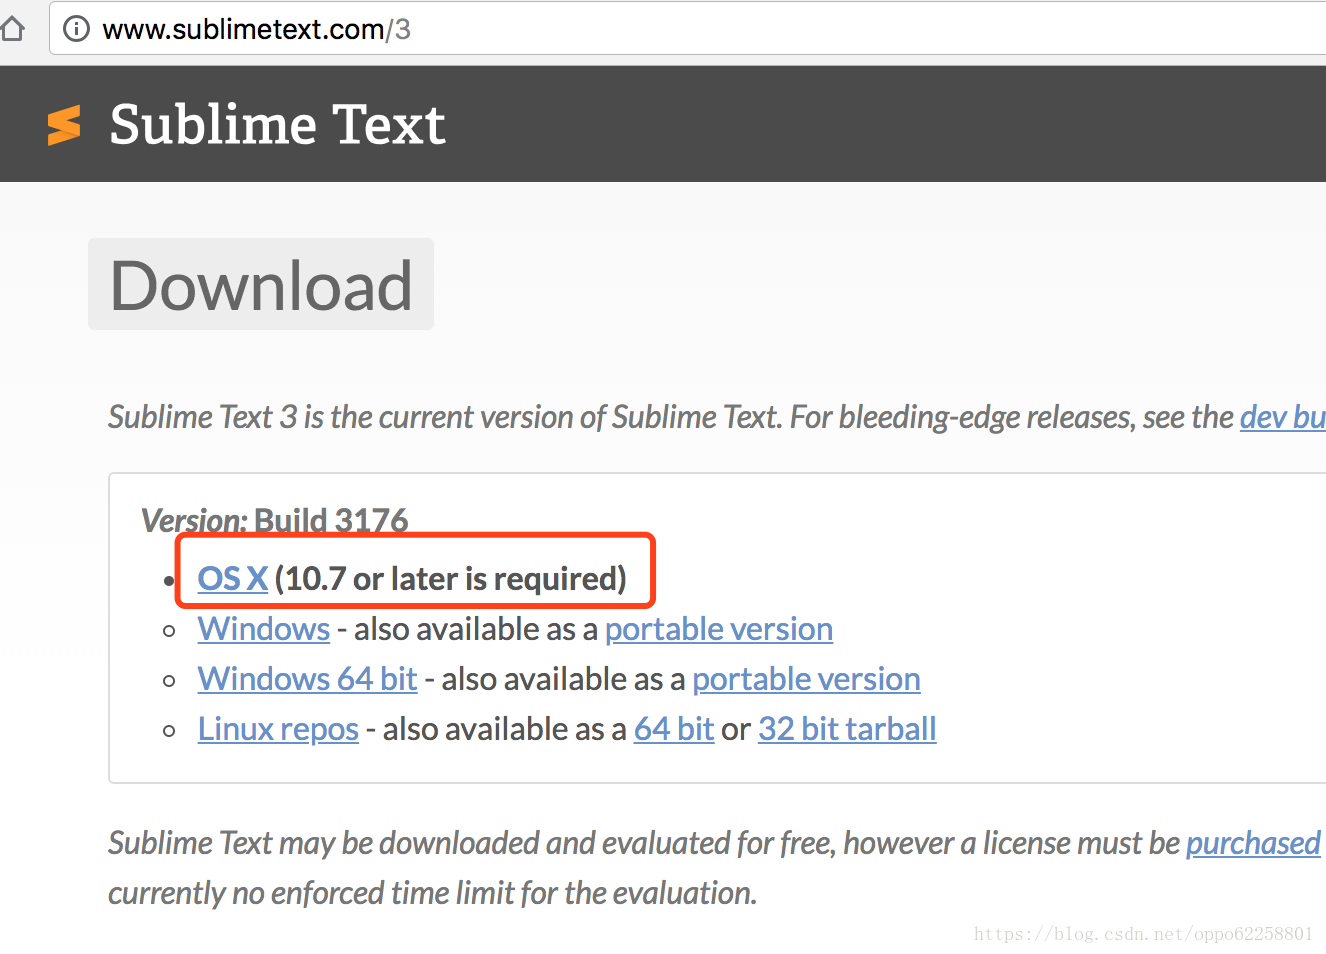 www.sublimetext.com/3
Sublime Text
Download
Sublime Text 3 is the current version of Sublime Text. For bleeding-edge releases, see the dev bu
Version: Build 3176
OS X (10.7 or later is required)
Windows - also available as a portable version
Windows 64 bit - also available as a portable version
Linux repos - also available as a 64 bit or 32 bit tarball
Sublime Text may be downloaded and evaluated for free, however a license must be purchased
currently no enforced time limit for the evaluation.
https://blog.csdn.net/oppo62258801